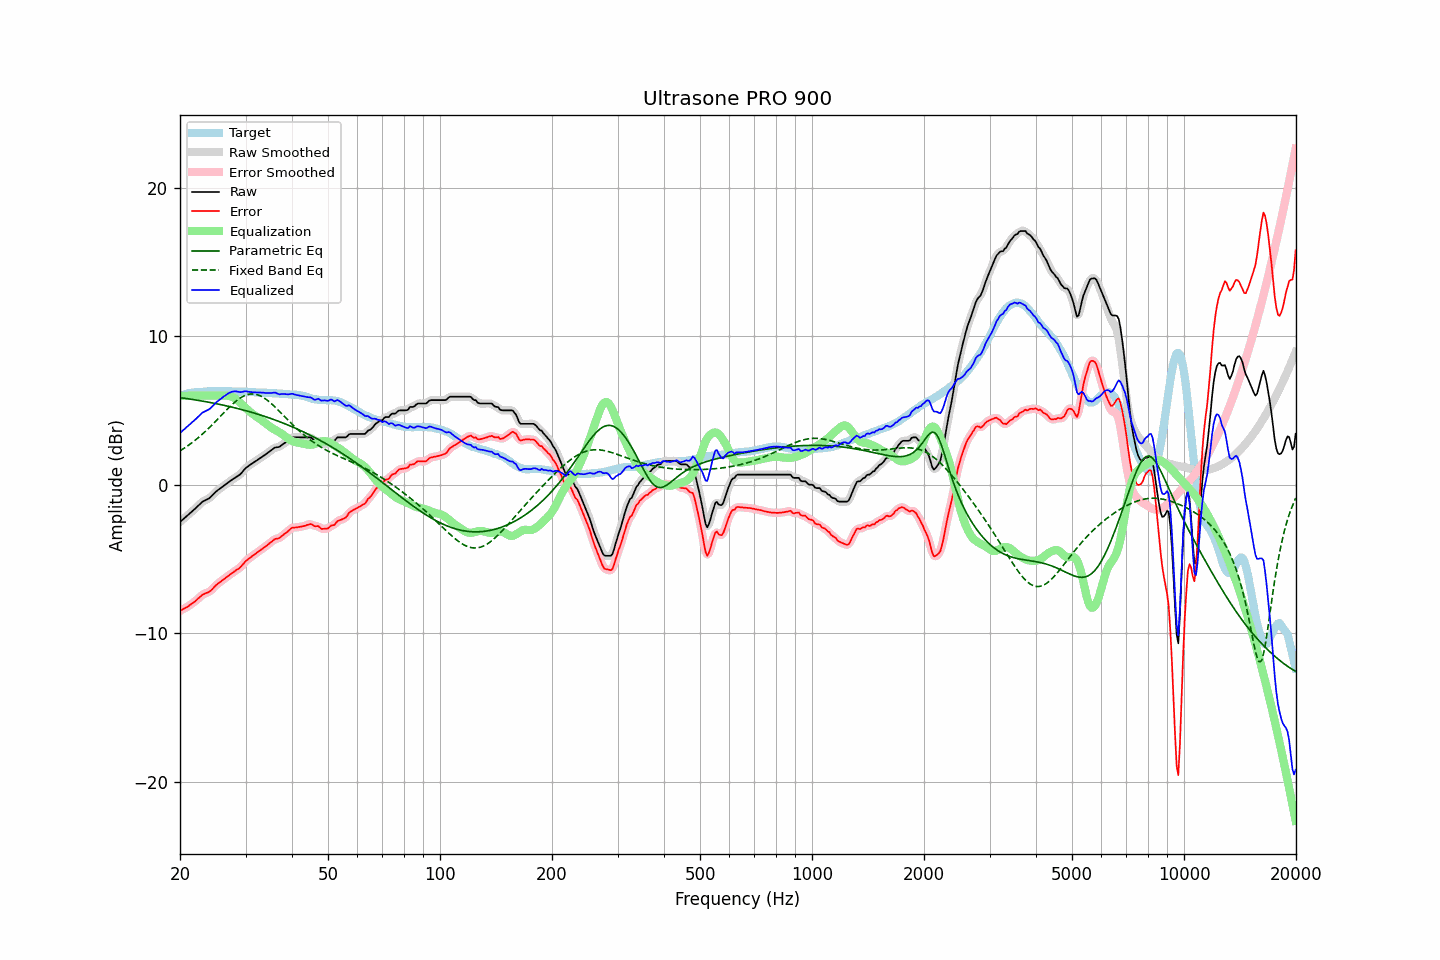 Ultrasone PRO 900
Target
Raw Smoothed
Error Smoothed
Raw
Error
Equalization
Parametric Eq
Fixed Band Eq
Equalized
20
10
0
−10
−20
Amplitude (dBr)
20 50 100 200 500 1000 2000 5000 10000 20000
Frequency (Hz)